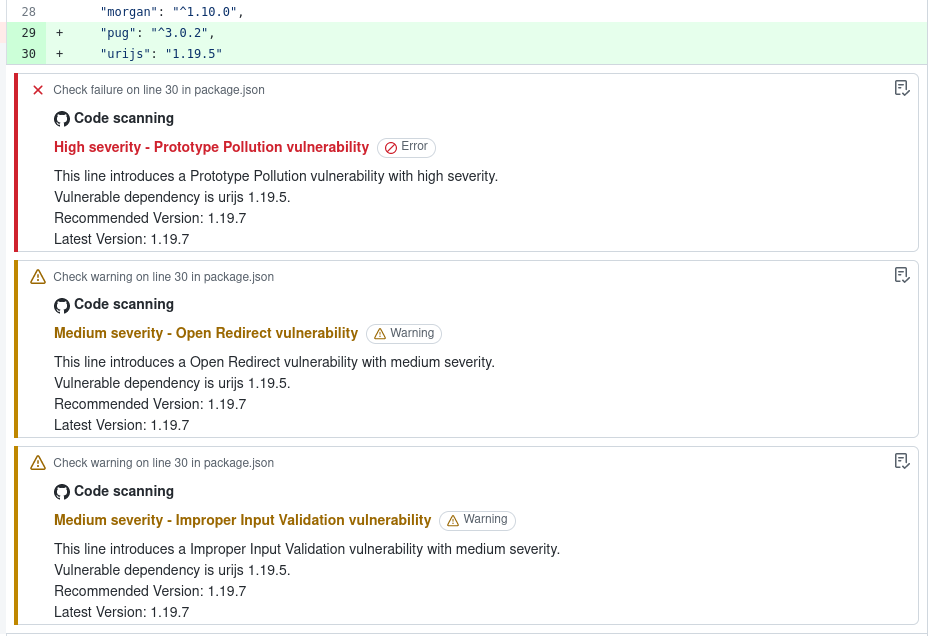 28 "morgan": "^1.10.0",
29 + "pug": "^3.0.2",
30 + "urijs": "1.19.5"
Check failure on line 30 in package.json
Code scanning
High severity - Prototype Pollution vulnerability Error
This line introduces a Prototype Pollution vulnerability with high severity.
Vulnerable dependency is urijs 1.19.5.
Recommended Version: 1.19.7
Latest Version: 1.19.7
Check warning on line 30 in package.json
Code scanning
Medium severity - Open Redirect vulnerability Warning
This line introduces a Open Redirect vulnerability with medium severity.
Vulnerable dependency is urijs 1.19.5.
Recommended Version: 1.19.7
Latest Version: 1.19.7
Check warning on line 30 in package.json
Code scanning
Medium severity - Improper Input Validation vulnerability Warning
This line introduces a Improper Input Validation vulnerability with medium severity.
Vulnerable dependency is urijs 1.19.5.
Recommended Version: 1.19.7
Latest Version: 1.19.7